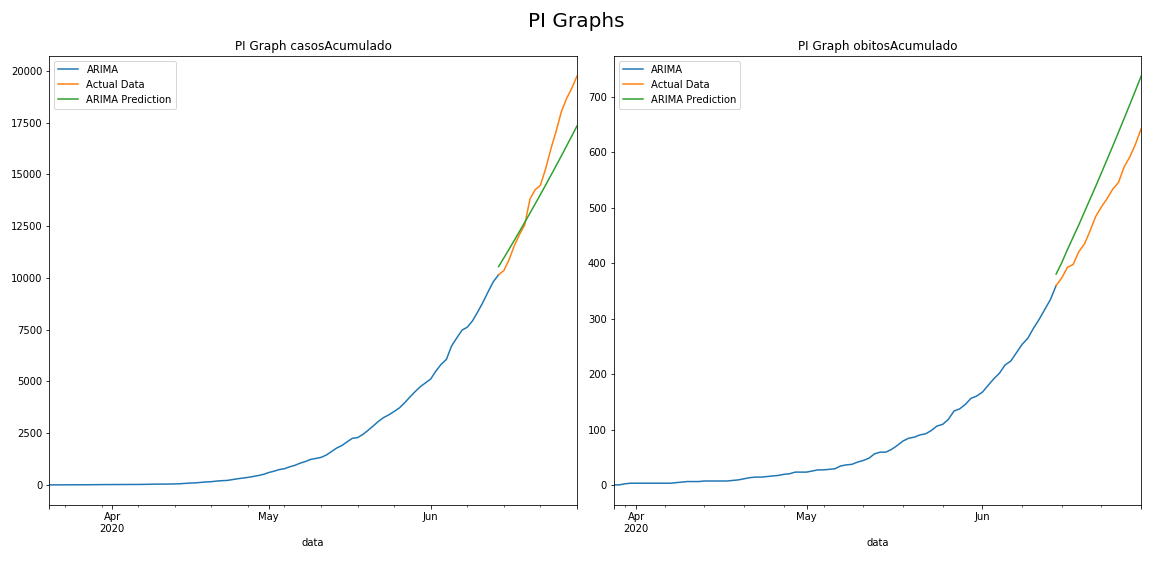 PI Graphs
PI Graph casosAcumulado
ARIMA
Actual Data
ARIMA Prediction
20000
17500
15000
12500
10000
7500
5000
2500
0
Apr
2020
May
Jun
data
PI Graph obitosAcumulado
ARIMA
Actual Data
ARIMA Prediction
700
600
500
400
300
200
100
0
Apr
2020
May
Jun
data